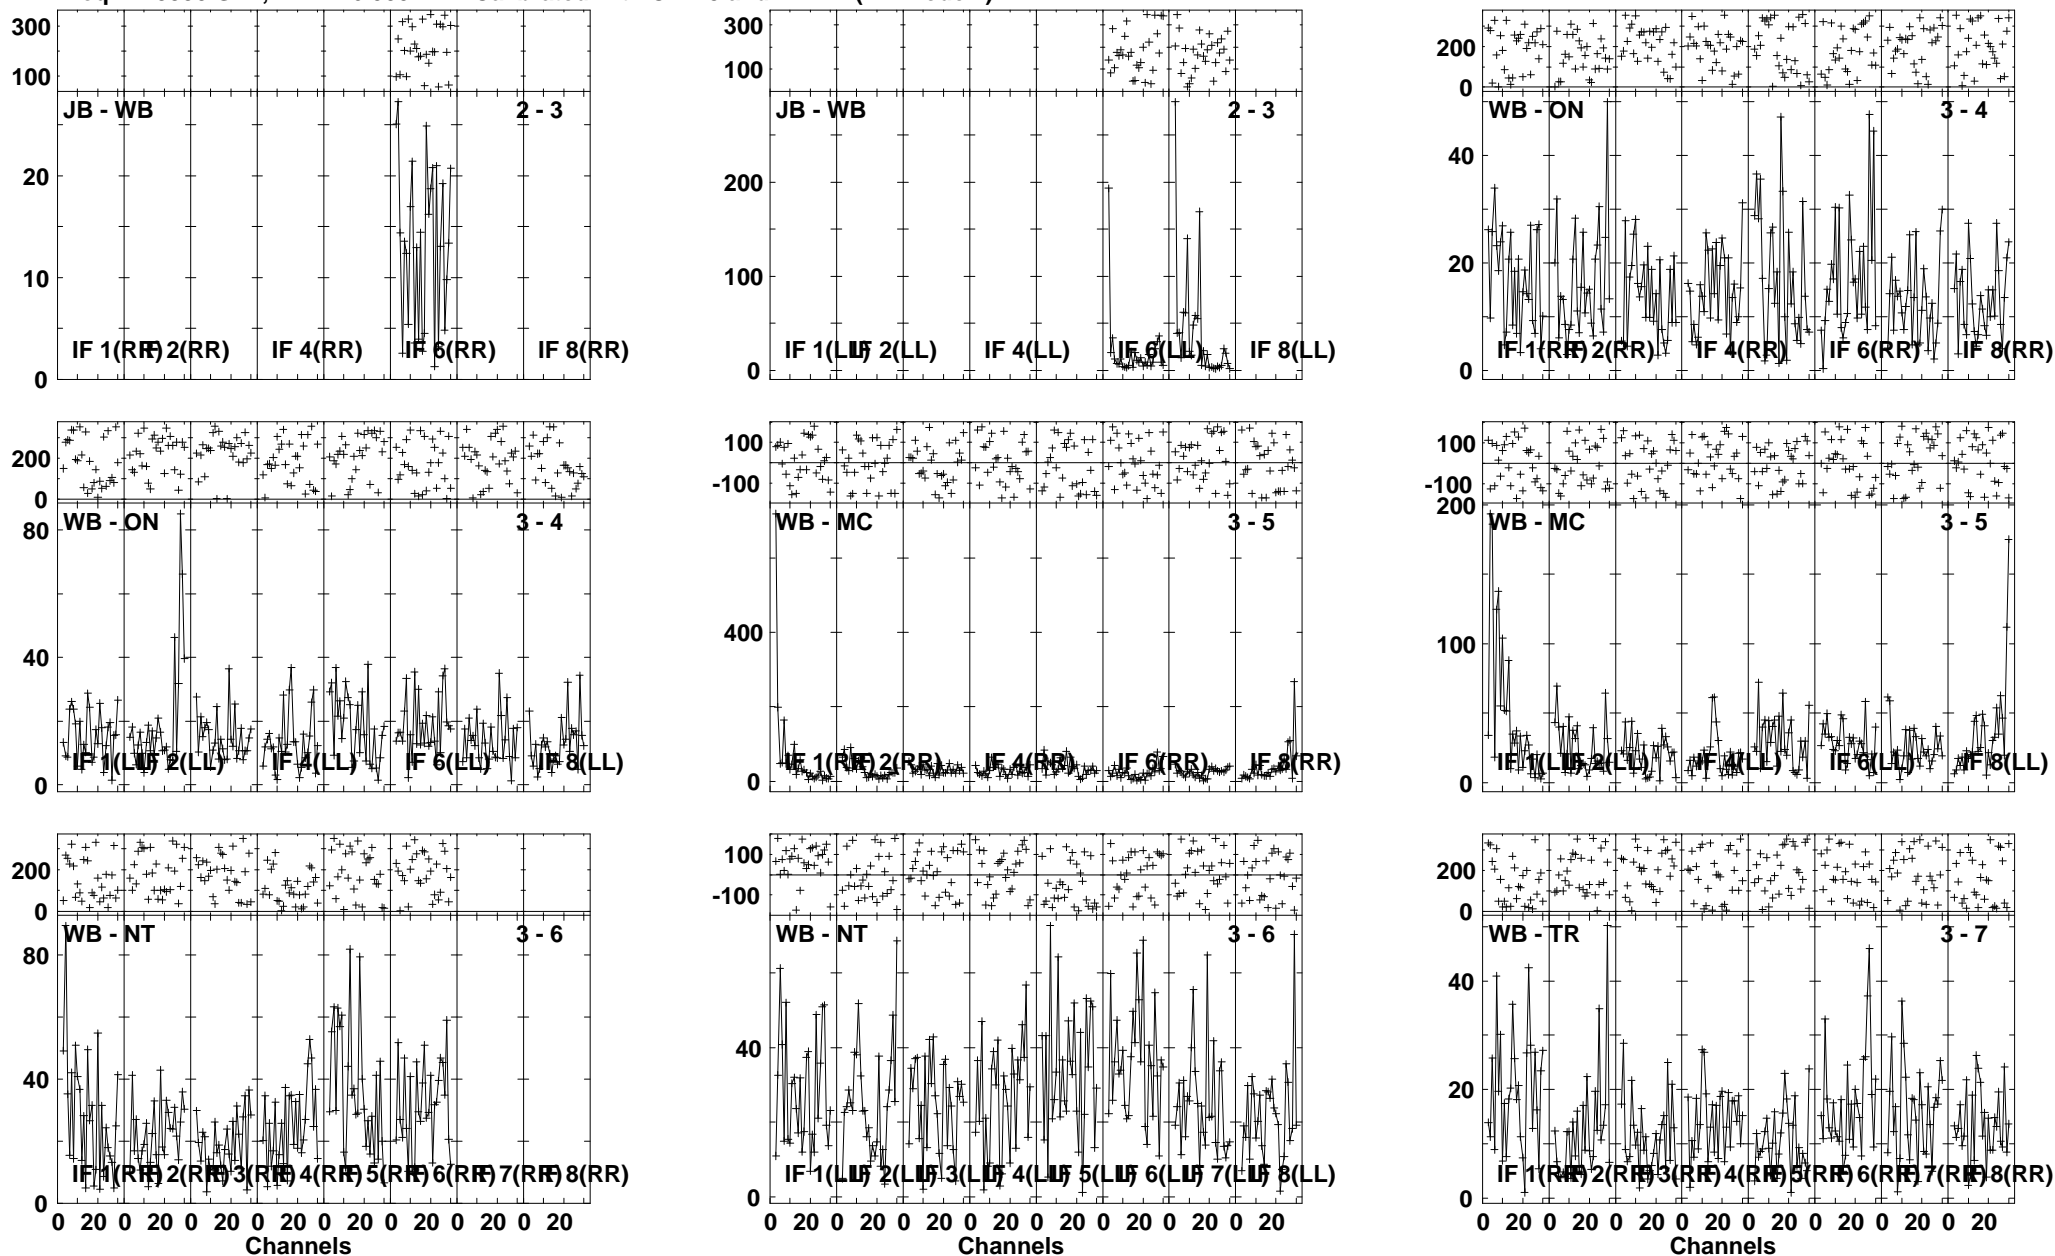 300
100
JB - WB 2 - 3
20
10
0
IF 1(RR) IF 2(RR) IF 4(RR) IF 6(RR) IF 8(RR)
300
100
JB - WB 2 - 3
200
100
0
IF 1(LL) IF 2(LL) IF 4(LL) IF 6(LL) IF 8(LL)
200
0
WB - ON 3 - 4
40
20
0
IF 1(RR) IF 2(RR) IF 4(RR) IF 6(RR) IF 8(RR)
200
0
WB - ON 3 - 4
80
40
0
IF 1(LL) IF 2(LL) IF 4(LL) IF 6(LL) IF 8(LL)
100
-100
WB - MC 3 - 5
400
0
IF 1(RR) IF 2(RR) IF 4(RR) IF 6(RR) IF 8(RR)
100
-100
200
WB - MC 3 - 5
100
0
IF 1(LL) IF 2(LL) IF 4(LL) IF 6(LL) IF 8(LL)
200
0
WB - NT 3 - 6
80
40
0
IF 1(RR) IF 2(RR) IF 3(RR) IF 4(RR) IF 5(RR) IF 6(RR) IF 7(RR) IF 8(RR)
0 20 0 20 0 20 0 20 0 20 0 20 0 20 0 20
Channels
100
-100
WB - NT 3 - 6
40
0
IF 1(LL) IF 2(LL) IF 3(LL) IF 4(LL) IF 5(LL) IF 6(LL) IF 7(LL) IF 8(LL)
0 20 0 20 0 20 0 20 0 20 0 20 0 20 0 20
Channels
200
0
WB - TR 3 - 7
40
20
0
IF 1(RR) IF 2(RR) IF 3(RR) IF 4(RR) IF 5(RR) IF 6(RR) IF 7(RR) IF 8(RR)
0 20 0 20 0 20 0 20 0 20 0 20 0 20 0 20
Channels